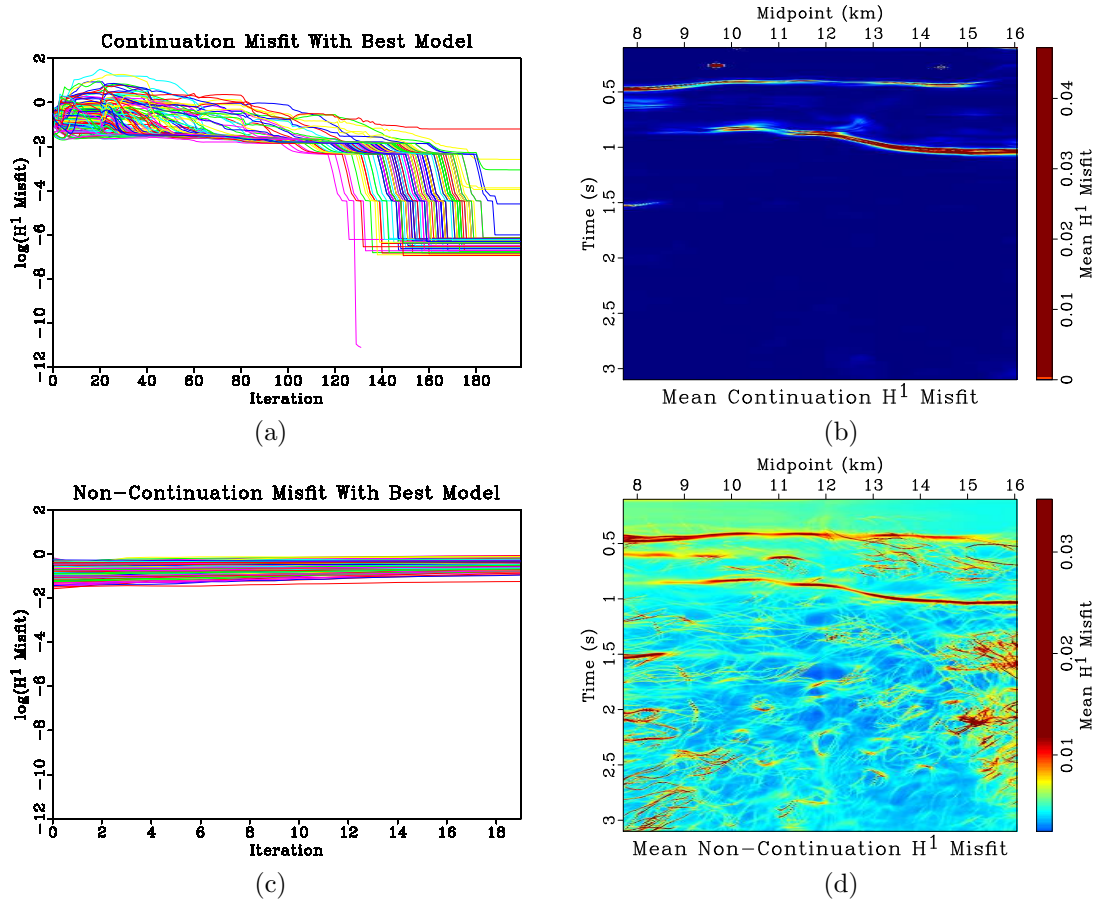 Continuation Misfit With Best Model
log(H¹ Misfit)
2
0
−2
−4
−6
−8
−10
−12
0 20 40 60 80 100 120 140 160 180
Iteration
(a)
Midpoint (km)
8 9 10 11 12 13 14 15 16
Time (s)
0.5
1
1.5
2
2.5
3
0.04
0.03
0.02
0.01
0
Mean H¹ Misfit
Mean Continuation H¹ Misfit
(b)
Non−Continuation Misfit With Best Model
log(H¹ Misfit)
2
0
−2
−4
−6
−8
−10
−12
0 2 4 6 8 10 12 14 16 18
Iteration
(c)
Midpoint (km)
8 9 10 11 12 13 14 15 16
Time (s)
0.5
1
1.5
2
2.5
3
0.03
0.02
0.01
Mean H¹ Misfit
Mean Non−Continuation H¹ Misfit
(d)